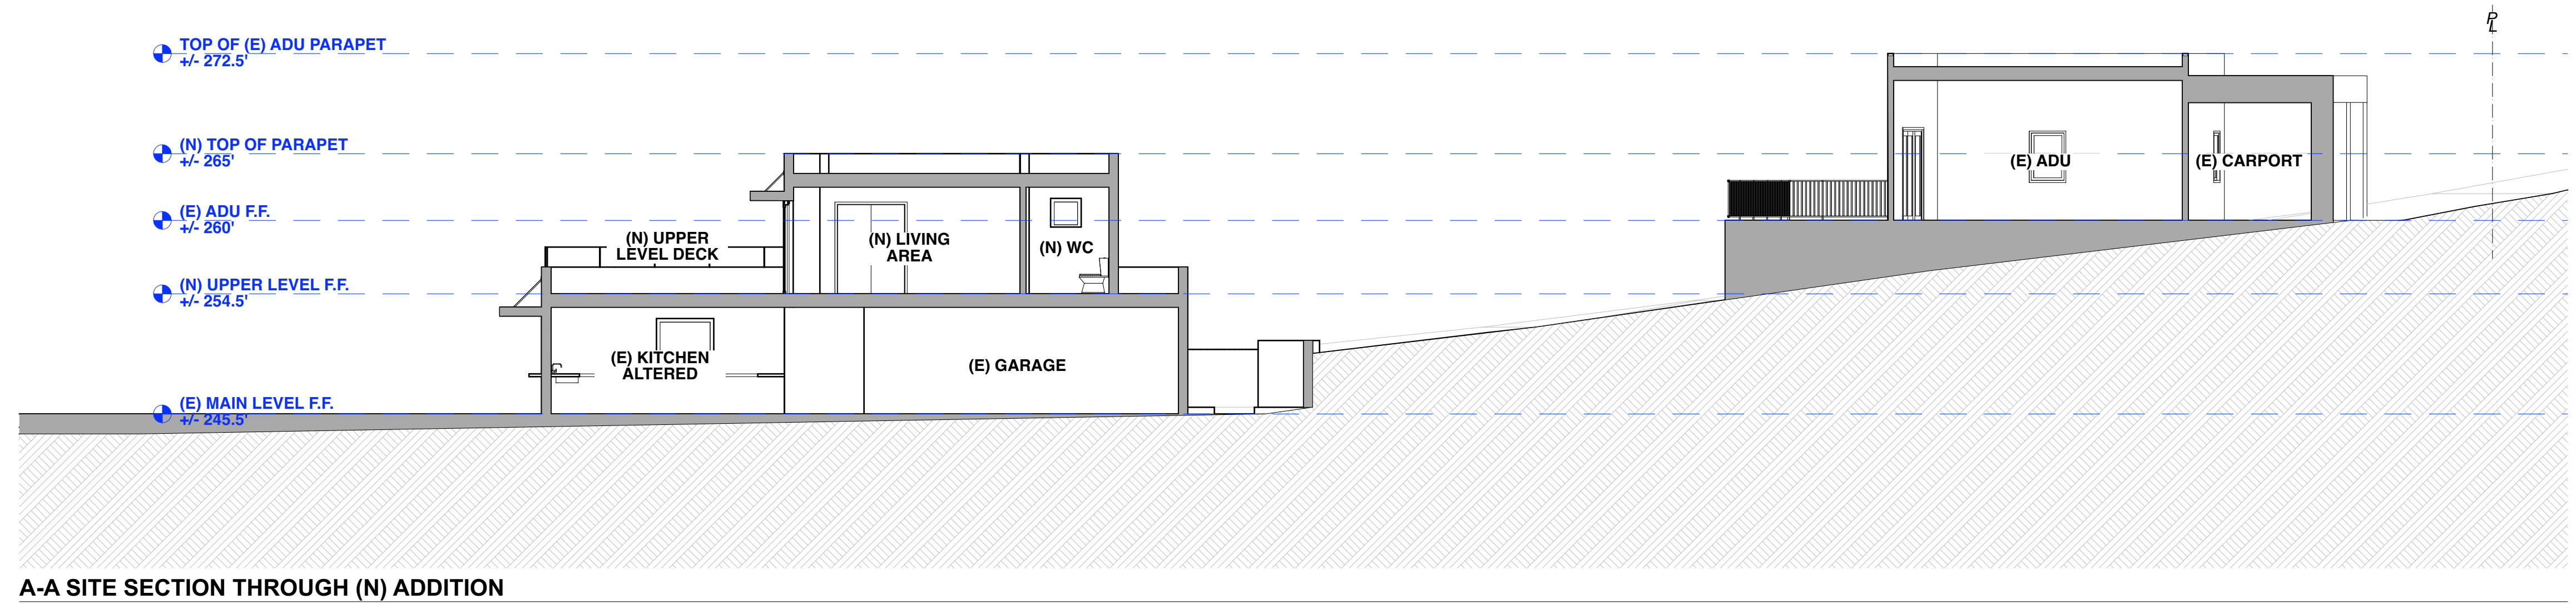 TOP OF (E) ADU PARAPET
+/- 272.5'
PL
(N) TOP OF PARAPET
+/- 265'
(E) ADU
(E) CARPORT
(E) ADU F.F.
+/- 260'
(N) UPPER
LEVEL DECK
(N) LIVING
AREA
(N) WC
(N) UPPER LEVEL F.F.
+/- 254.5'
(E) KITCHEN
ALTERED
(E) GARAGE
(E) MAIN LEVEL F.F.
+/- 245.5'
A-A SITE SECTION THROUGH (N) ADDITION